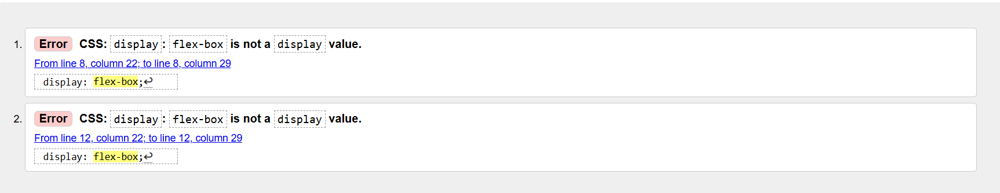 1. Error CSS: display: flex-box is not a display value.
From line 8, column 22; to line 8, column 29
display: flex-box;↩
2. Error CSS: display: flex-box is not a display value.
From line 12, column 22; to line 12, column 29
display: flex-box;↩